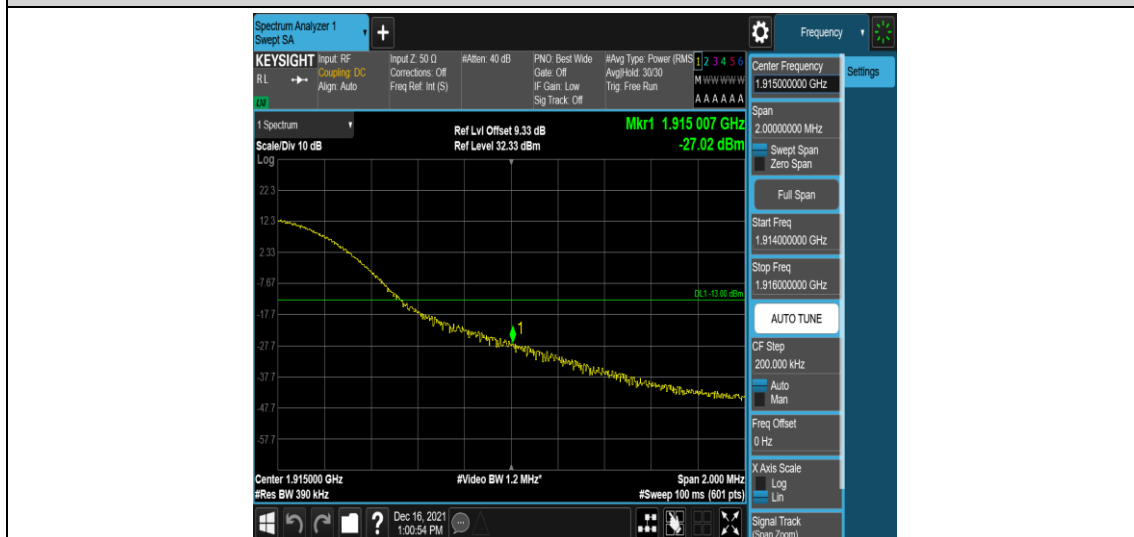 Spectrum Analyzer 1
Swept SA
+
Frequency
KEYSIGHT
RL
LXI
Input: RF
Coupling: DC
Align: Auto
Input Z: 50 Ω
Corrections: Off
Freq Ref: Int (S)
#Atten: 40 dB
PNO: Best Wide
Gate: Off
IF Gain: Low
Sig Track: Off
#Avg Type: Power (RMS
Avg|Hold: 30/30
Trig: Free Run
1 2 3 4 5 6
M W W W W W
A A A A A A
Center Frequency
1.915000000 GHz
Settings
1 Spectrum
Scale/Div 10 dB
Ref Lvl Offset 9.33 dB
Ref Level 32.33 dBm
Mkr1 1.915 007 GHz
-27.02 dBm
Log
22.3
12.3
2.33
-7.67
-17.7
-27.7
-37.7
-47.7
-57.7
DL1 -13.00 dBm
1
Span
2.00000000 MHz
Swept Span
Zero Span
Full Span
Start Freq
1.914000000 GHz
Stop Freq
1.916000000 GHz
AUTO TUNE
CF Step
200.000 kHz
Auto
Man
Freq Offset
0 Hz
X Axis Scale
Log
Lin
Signal Track
(Span Zoom)
Center 1.915000 GHz
#Res BW 390 kHz
#Video BW 1.2 MHz*
Span 2.000 MHz
#Sweep 100 ms (601 pts)
?
Dec 16, 2021
1:00:54 PM